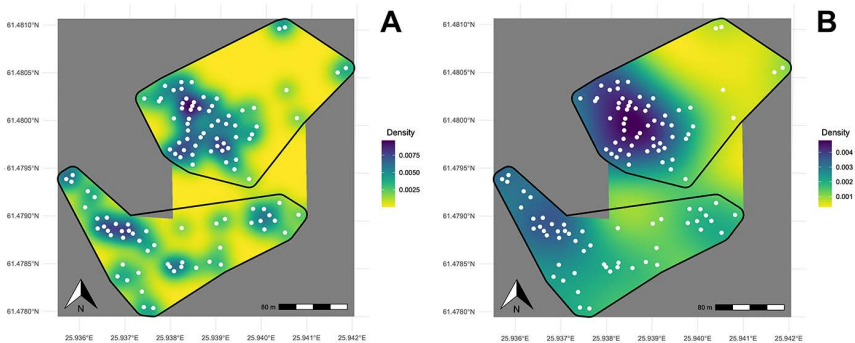 A
61.4810°N
61.4805°N
61.4800°N
61.4795°N
61.4790°N
61.4785°N
61.4780°N
Density
0.0075
0.0050
0.0025
N
80 m
25.936°E 25.937°E 25.938°E 25.939°E 25.940°E 25.941°E 25.942°E
B
61.4810°N
61.4805°N
61.4800°N
61.4795°N
61.4790°N
61.4785°N
61.4780°N
Density
0.004
0.003
0.002
0.001
N
80 m
25.936°E 25.937°E 25.938°E 25.939°E 25.940°E 25.941°E 25.942°E